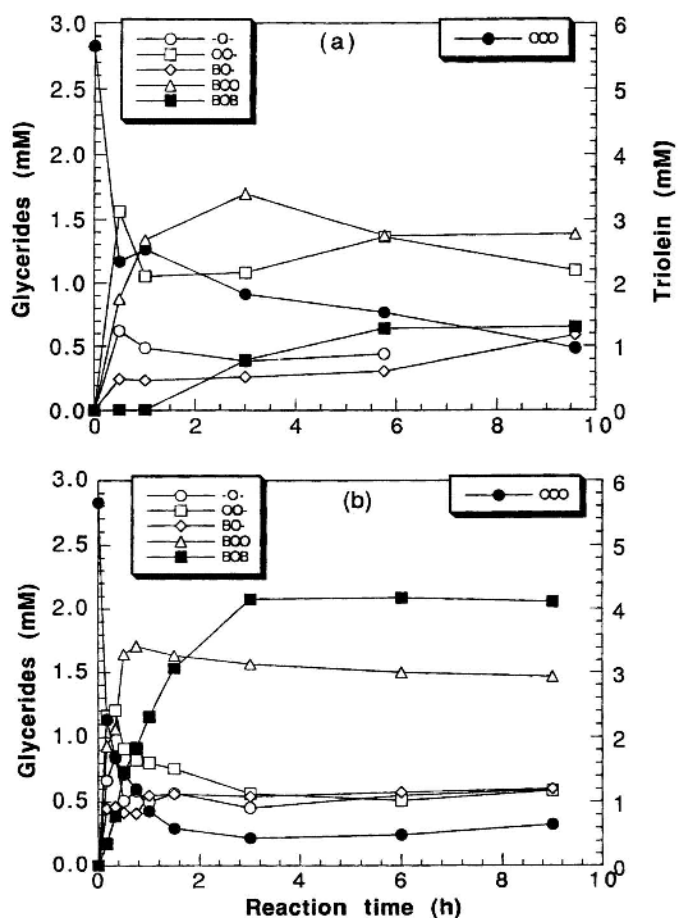 (a)
-O-
OO-
BO-
BOO
BOB
OOO
3.0
2.5
2.0
1.5
1.0
0.5
0.0
Glycerides (mM)
6
5
4
3
2
1
0
Triolein (mM)
0 2 4 6 8 10
(b)
-O-
OO-
BO-
BOO
BOB
OOO
3.0
2.5
2.0
1.5
1.0
0.5
0.0
Glycerides (mM)
6
5
4
3
2
1
0
Triolein (mM)
0 2 4 6 8 10
Reaction time (h)